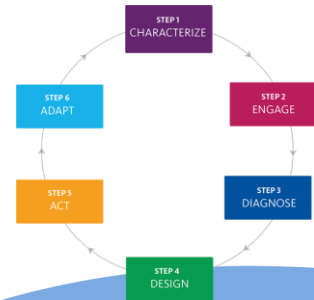 STEP 1
CHARACTERIZE
STEP 2
ENGAGE
STEP 3
DIAGNOSE
STEP 4
DESIGN
STEP 5
ACT
STEP 6
ADAPT